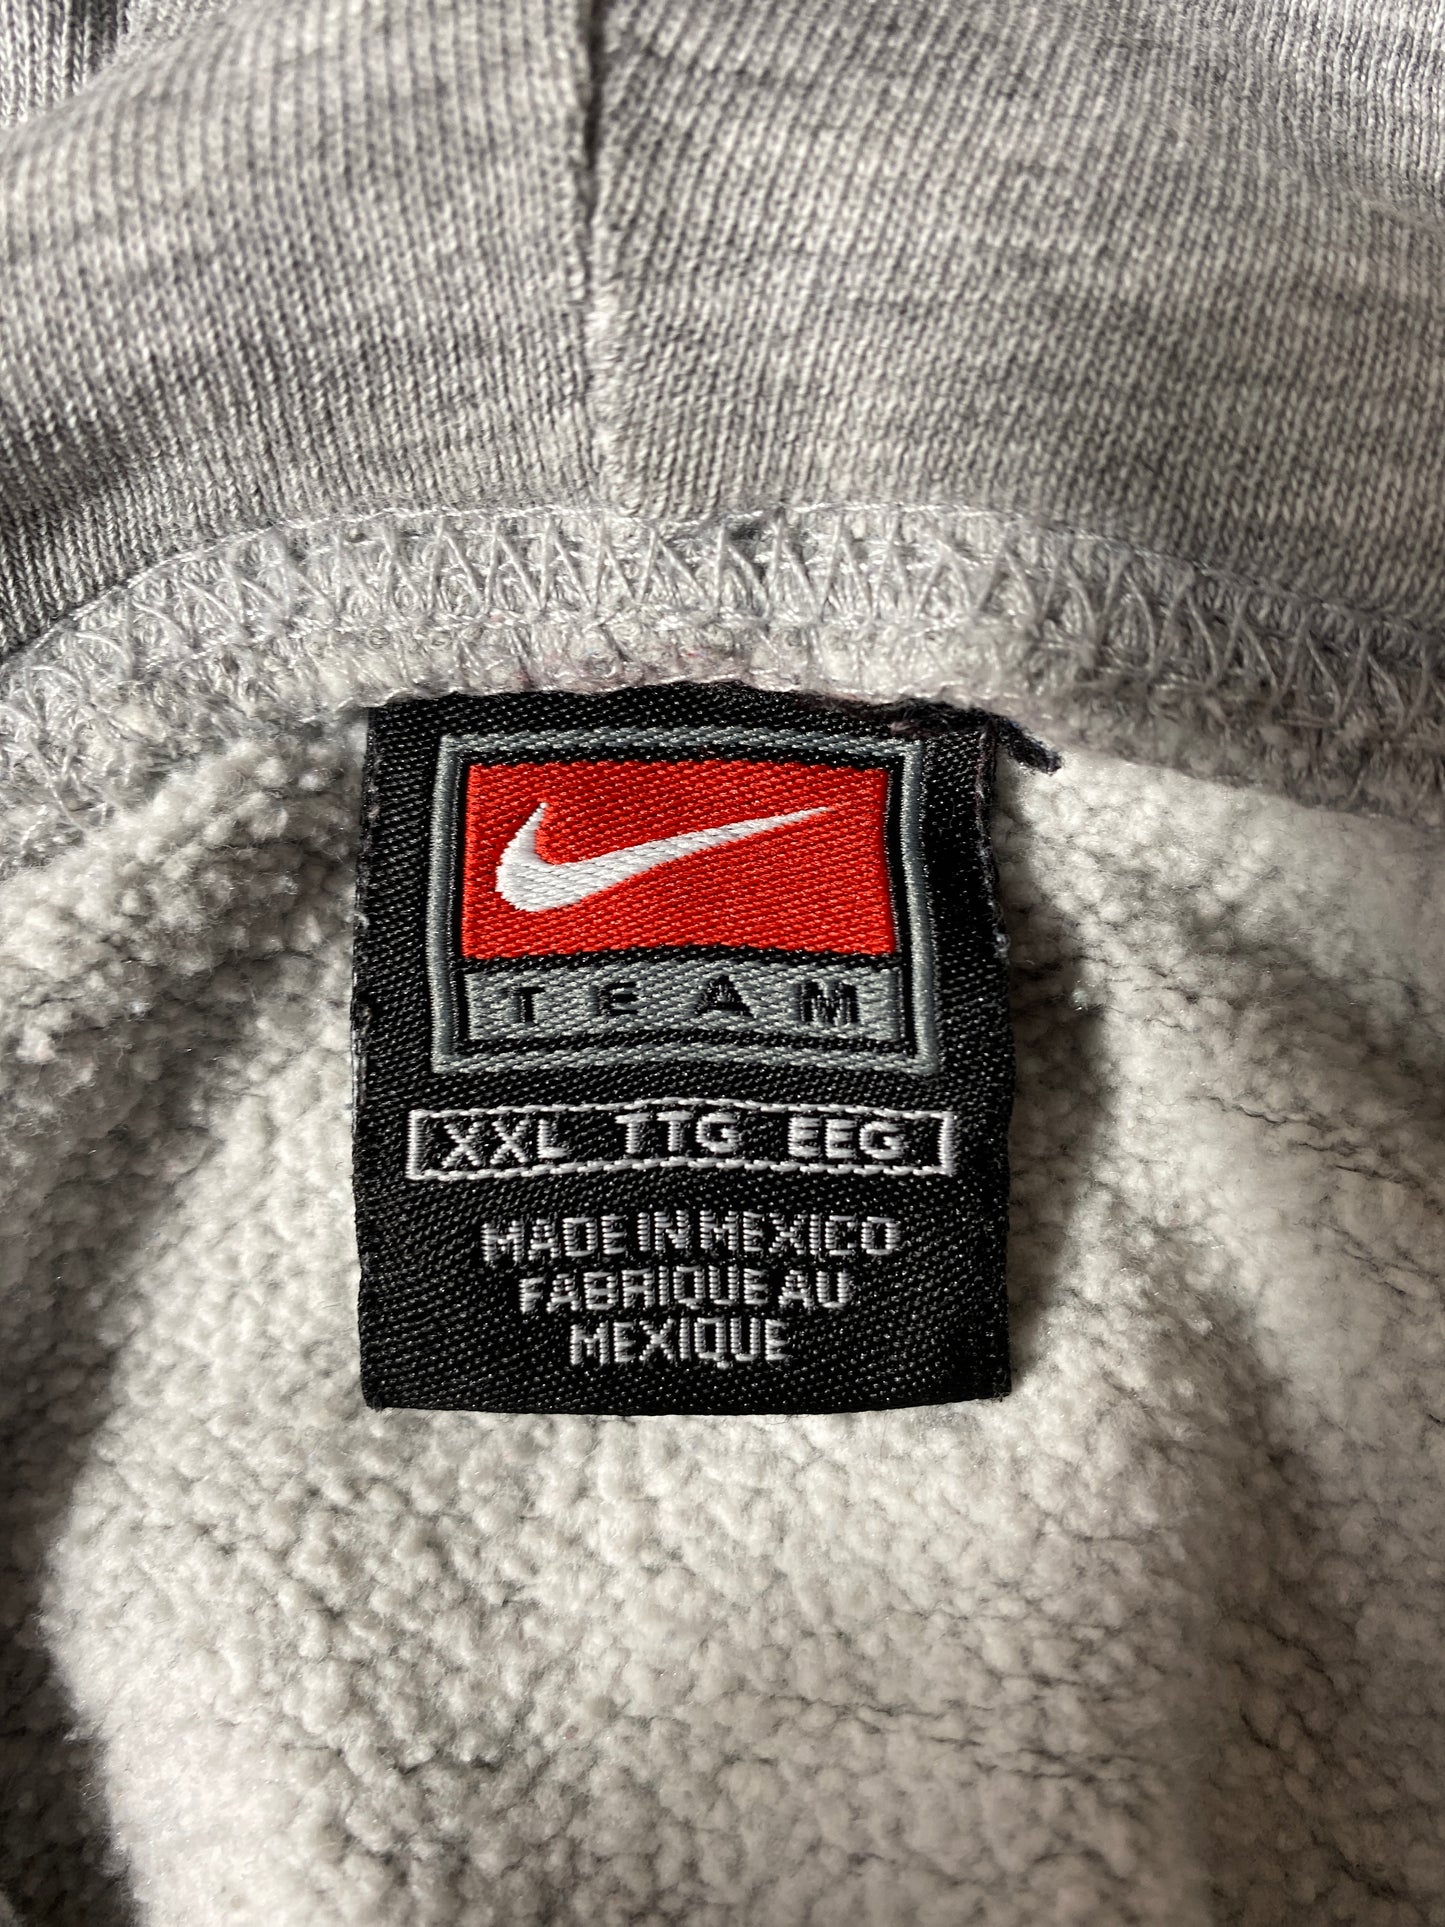 TEAM
XXL TTG EEG
MADE IN MEXICO
FABRIQUE AU
MEXIQUE